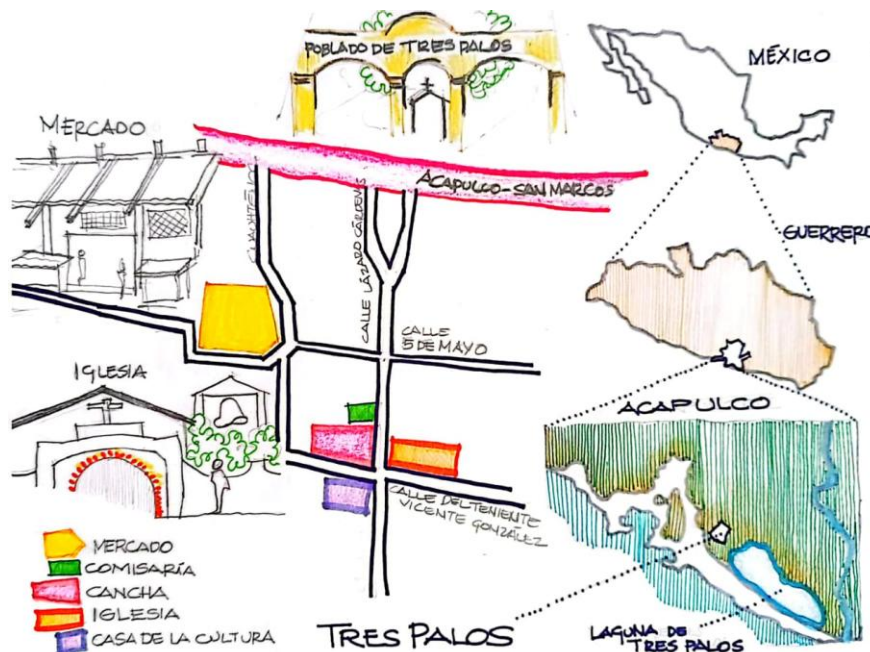 POBLADO DE TRES PALOS
MÉXICO
MERCADO
ACAPULCO-SAN MARCOS
CUAUHTÉMOC
CALLE LÁZARO CÁRDENAS
GUERRERO
CALLE
5 DE MAYO
IGLESIA
ACAPULCO
CALLE DEL TENIENTE
VICENTE GONZÁLEZ
MERCADO
COMISARÍA
CANCHA
IGLESIA
CASA DE LA CULTURA
TRES PALOS
LAGUNA DE
TRES PALOS